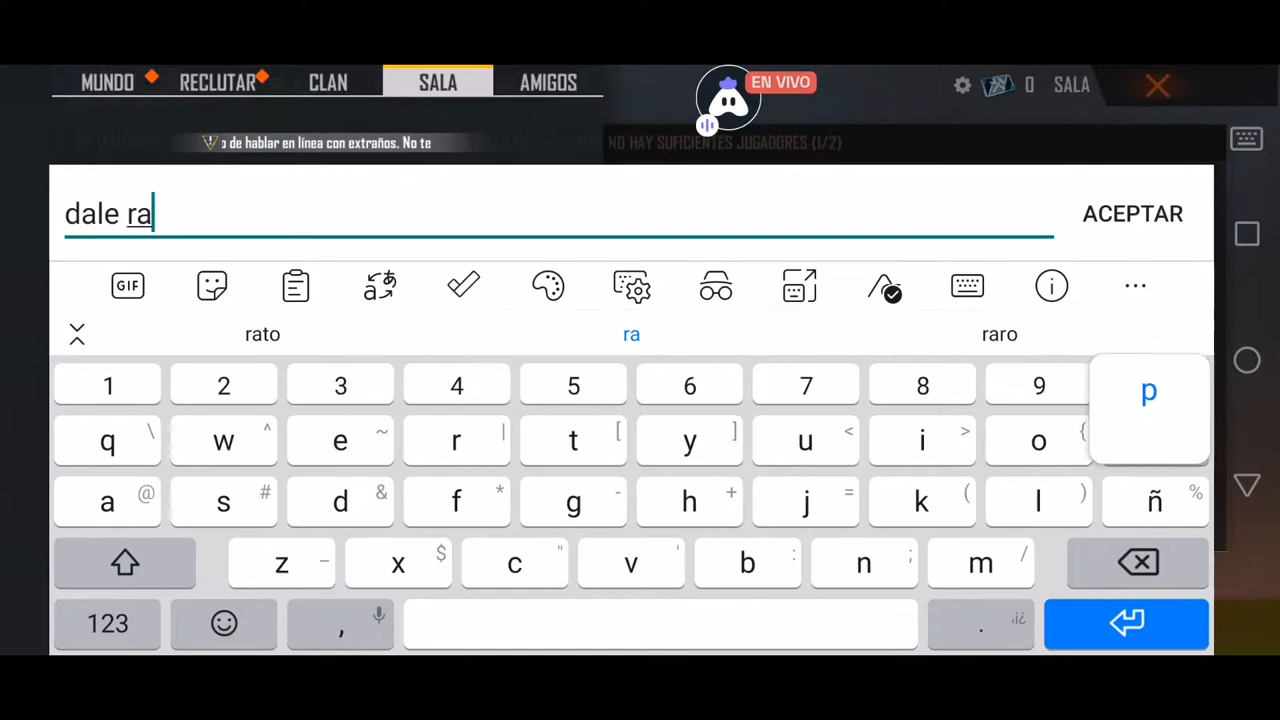 MUNDO RECLUTAR CLAN SALA AMIGOS EN VIVO 0 SALA
o de hablar en línea con extraños. No te NO HAY SUFICIENTES JUGADORES (1/2)
dale ra ACEPTAR
GIF
rato ra raro
1 2 3 4 5 6 7 8 9
q \ w ^ e ~ r | t [ y ] u < i > o { p
a @ s # d & f * g - h + j = k ( l ) ñ %
z _ x $ c " v ' b : n ; m /
123 , . ,¡¿